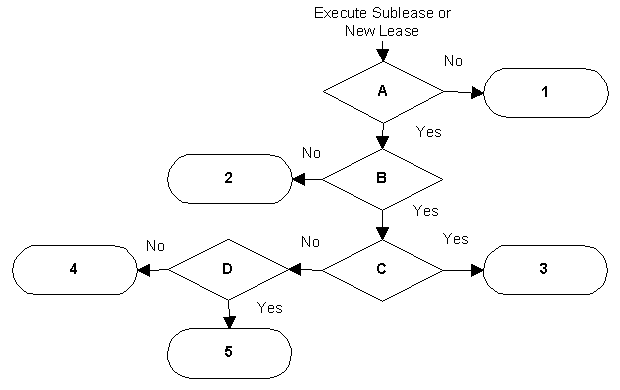 Execute Sublease or
New Lease
No
A
1
Yes
No
2
B
Yes
No
No
Yes
4
D
C
3
Yes
5